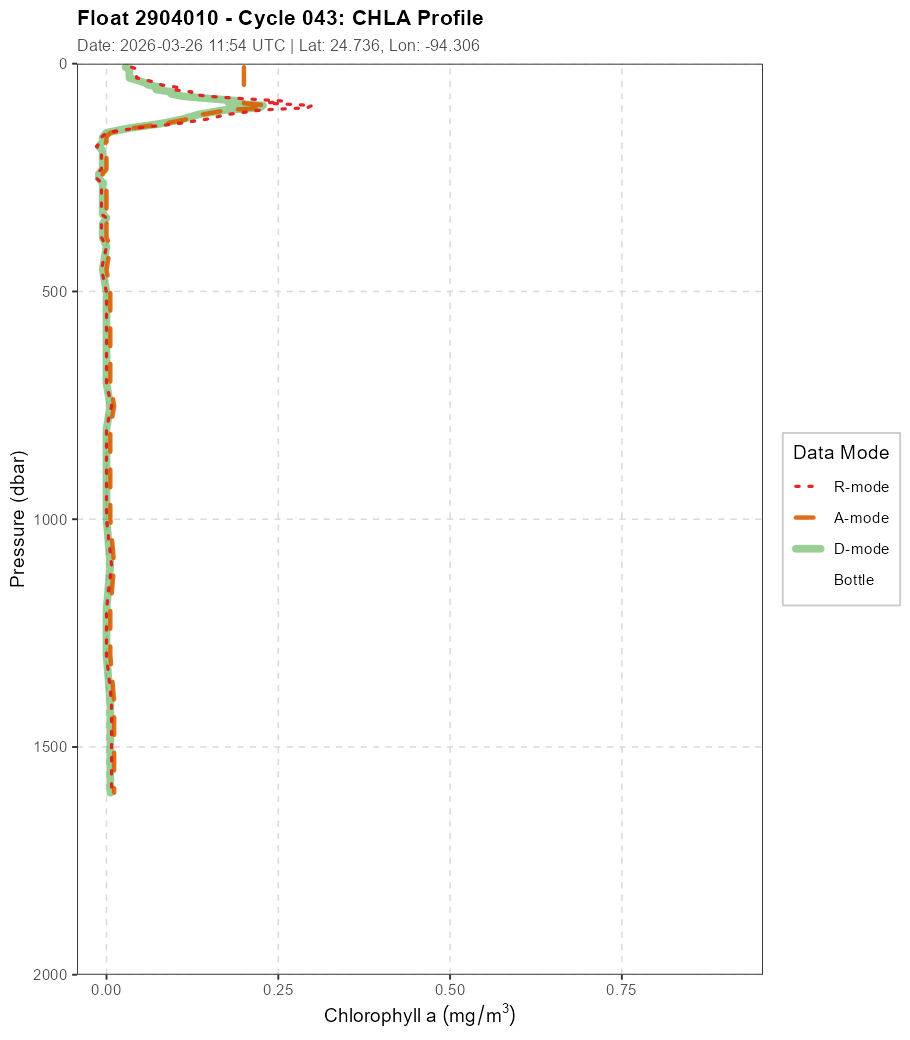 Float 2904010 - Cycle 043: CHLA Profile
Date: 2026-03-26 11:54 UTC | Lat: 24.736, Lon: -94.306
0
500
1000
1500
2000
Pressure (dbar)
0.00 0.25 0.50 0.75
Chlorophyll a (mg/m³)
Data Mode
R-mode
A-mode
D-mode
Bottle